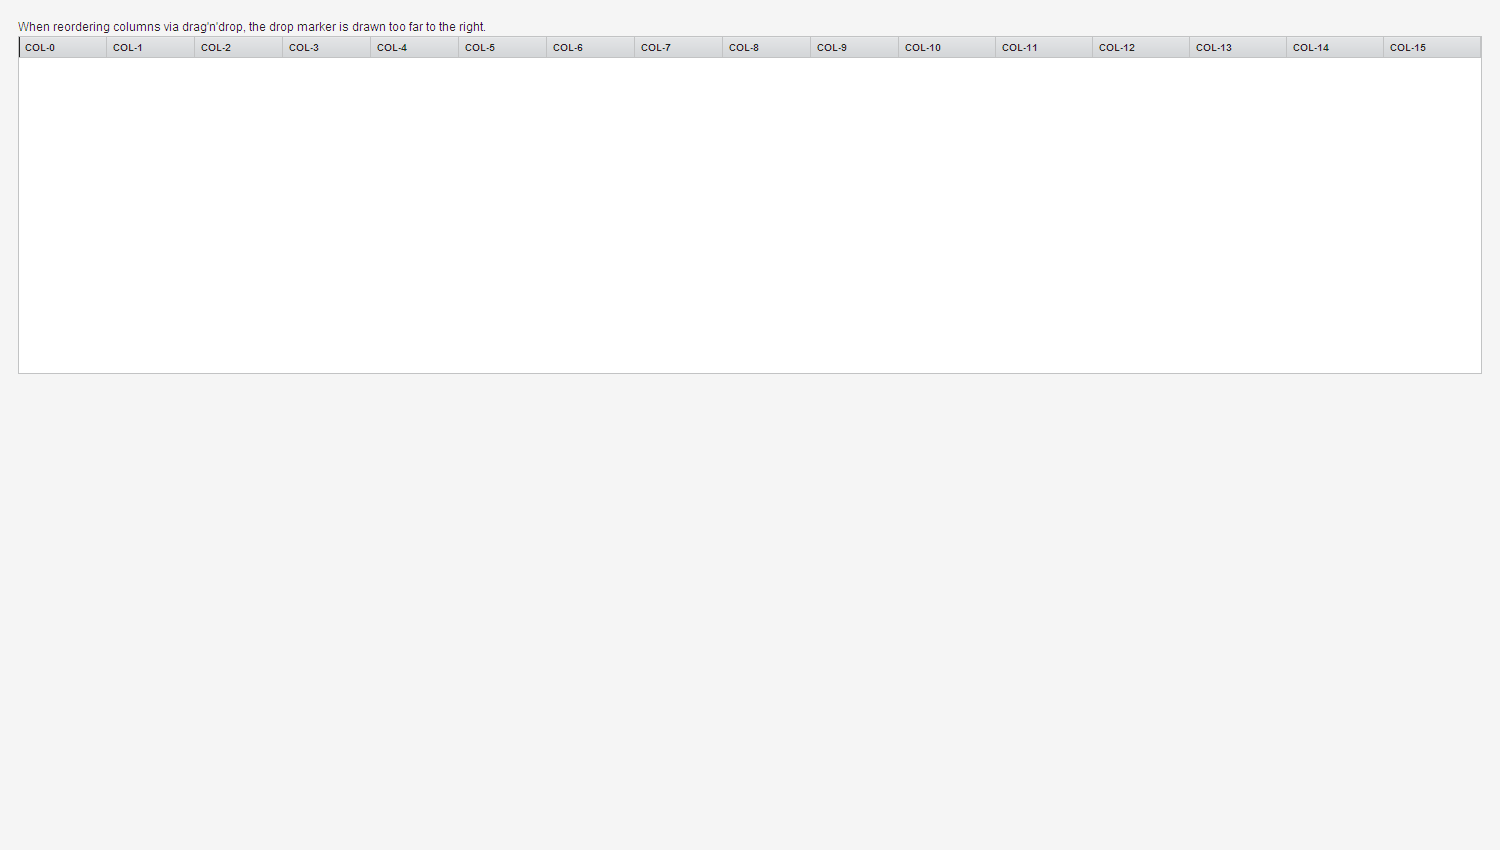 When reordering columns via drag'n'drop, the drop marker is drawn too far to the right.
COL-0 COL-1 COL-2 COL-3 COL-4 COL-5 COL-6 COL-7 COL-8 COL-9 COL-10 COL-11 COL-12 COL-13 COL-14 COL-15